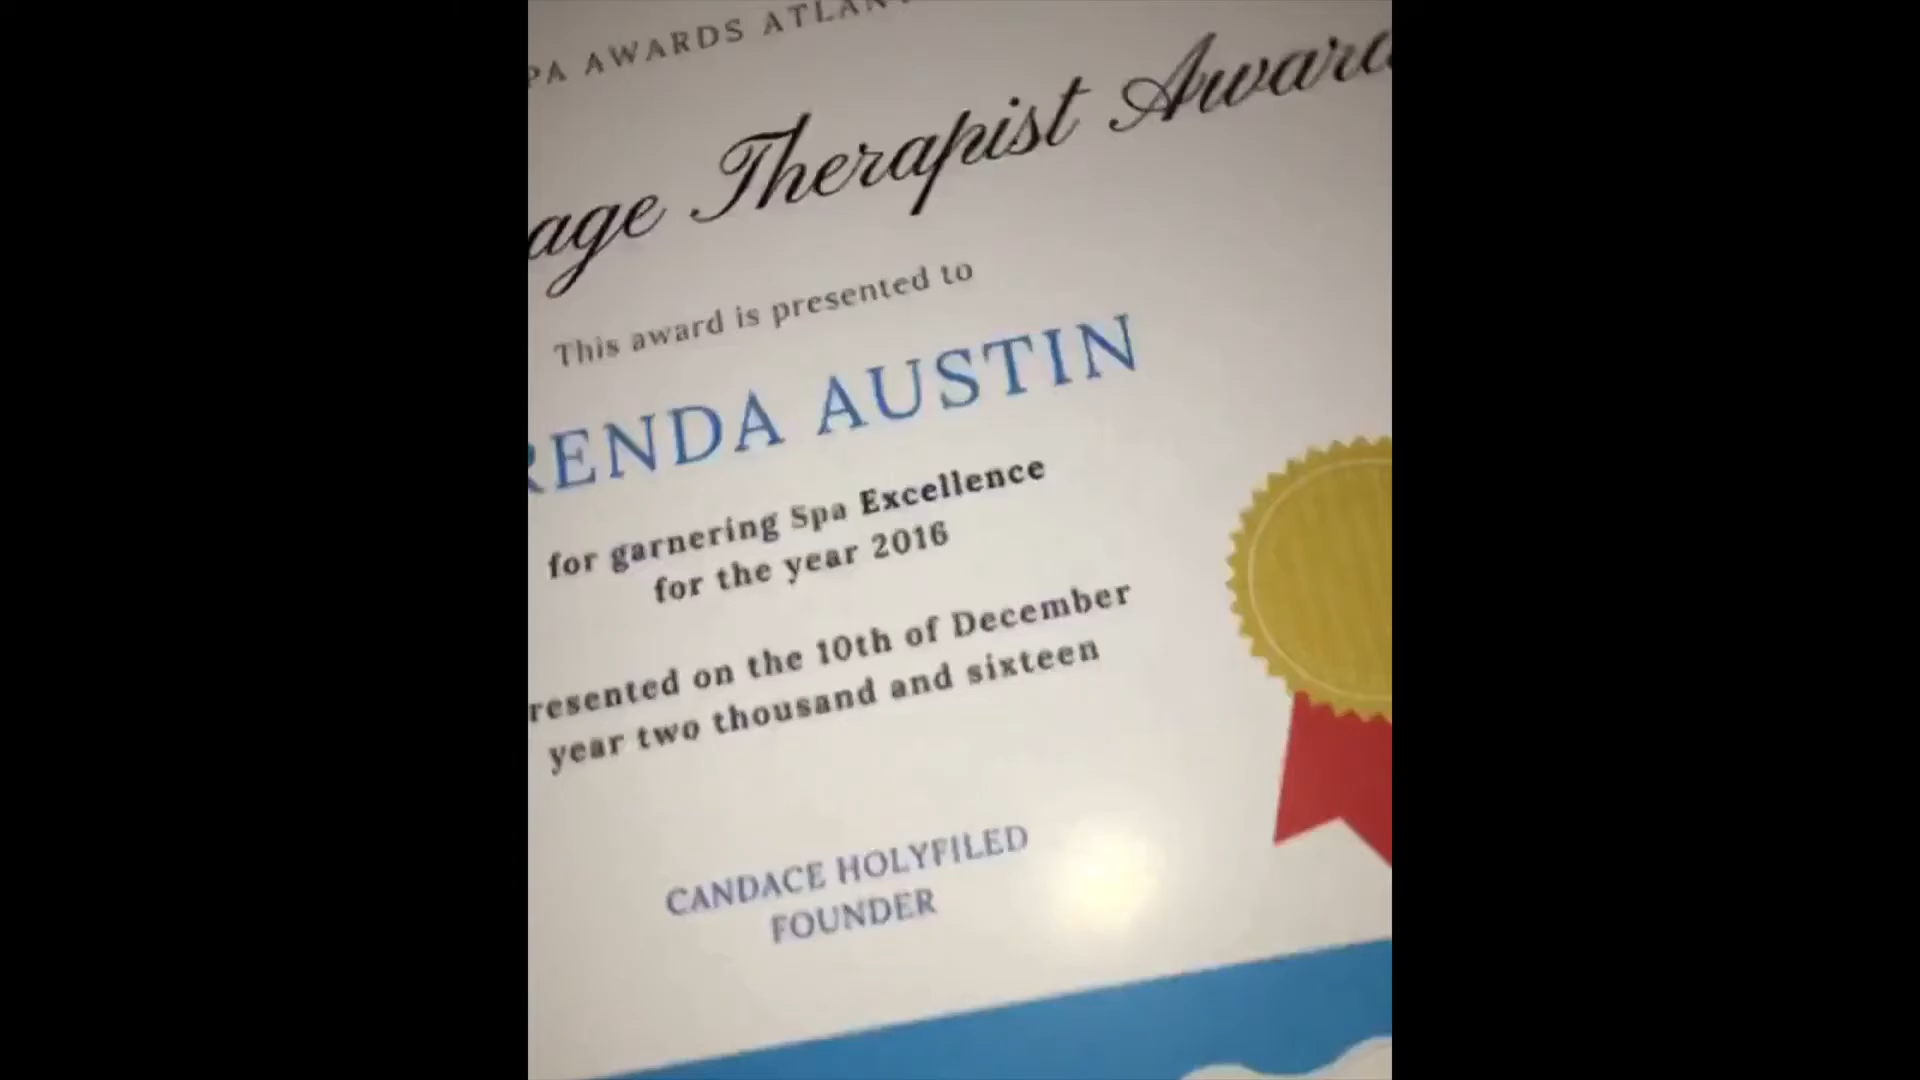 PA AWARDS ATLAN
age Therapist Award
This award is presented to
RENDA AUSTIN
for garnering Spa Excellence
for the year 2016
resented on the 10th of December
year two thousand and sixteen
CANDACE HOLYFILED
FOUNDER